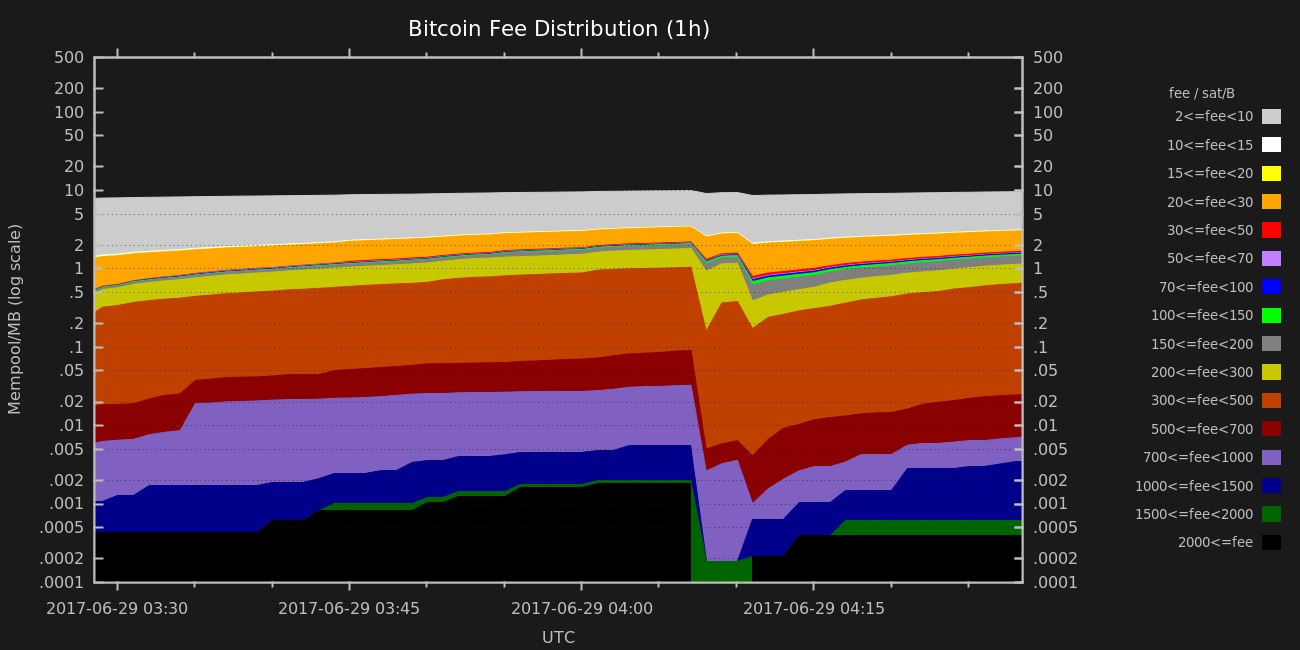 Bitcoin Fee Distribution (1h)
Mempool/MB (log scale)
500
200
100
50
20
10
5
2
1
.5
.2
.1
.05
.02
.01
.005
.002
.001
.0005
.0002
.0001
500
200
100
50
20
10
5
2
1
.5
.2
.1
.05
.02
.01
.005
.002
.001
.0005
.0002
.0001
2017-06-29 03:30
2017-06-29 03:45
2017-06-29 04:00
2017-06-29 04:15
UTC
fee / sat/B
2<=fee<10
10<=fee<15
15<=fee<20
20<=fee<30
30<=fee<50
50<=fee<70
70<=fee<100
100<=fee<150
150<=fee<200
200<=fee<300
300<=fee<500
500<=fee<700
700<=fee<1000
1000<=fee<1500
1500<=fee<2000
2000<=fee